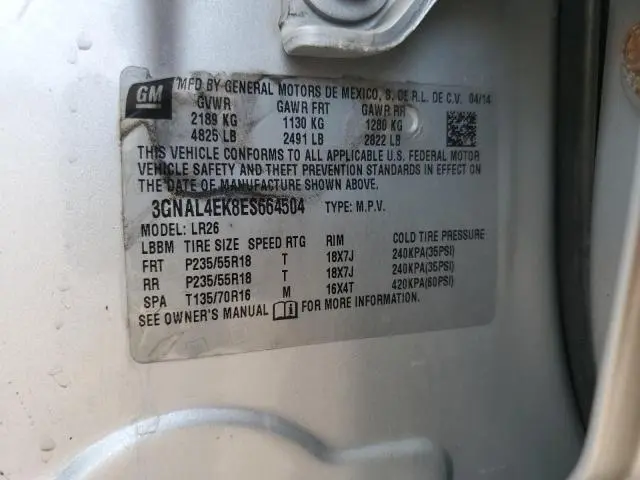 GM
MFD BY GENERAL MOTORS DE MEXICO, S. DE R.L. DE C.V. 04/14
GVWR GAWR FRT GAWR RR
2189 KG 1130 KG 1280 KG
4825 LB 2491 LB 2822 LB
THIS VEHICLE CONFORMS TO ALL APPLICABLE U.S. FEDERAL MOTOR
VEHICLE SAFETY AND THEFT PREVENTION STANDARDS IN EFFECT ON
DATE OF MANUFACTURE SHOWN ABOVE.
3GNAL4EK8ES664504 TYPE: M.P.V.
MODEL: LR26
LBBM TIRE SIZE SPEED RTG RIM COLD TIRE PRESSURE
FRT P235/55R18 T 18X7J 240KPA(35PSI)
RR P235/55R18 T 18X7J 240KPA(35PSI)
SPA T135/70R16 M 16X4T 420KPA(60PSI)
SEE OWNER'S MANUAL FOR MORE INFORMATION.